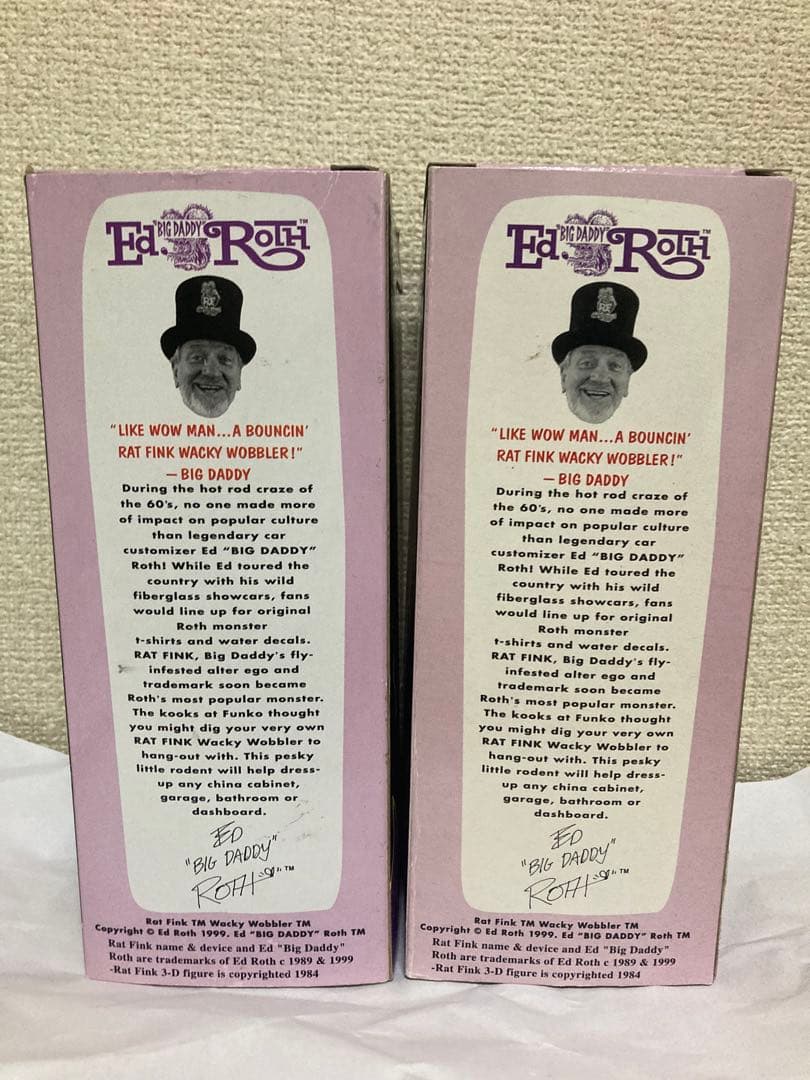 Ed. "BIG DADDY" ROTH™
RF
"LIKE WOW MAN...A BOUNCIN'
RAT FINK WACKY WOBBLER!"
— BIG DADDY
During the hot rod craze of
the 60's, no one made more
of impact on popular culture
than legendary car
customizer Ed "BIG DADDY"
Roth! While Ed toured the
country with his wild
fiberglass showcars, fans
would line up for original
Roth monster
t-shirts and water decals.
RAT FINK, Big Daddy's fly-
infested alter ego and
trademark soon became
Roth's most popular monster.
The kooks at Funko thought
you might dig your very own
RAT FINK Wacky Wobbler to
hang-out with. This pesky
little rodent will help dress-
up any china cabinet,
garage, bathroom or
dashboard.
ED
"BIG DADDY"
ROTH ™
Rat Fink TM Wacky Wobbler TM
Copyright © Ed Roth 1999. Ed "BIG DADDY" Roth TM
Rat Fink name & device and Ed "Big Daddy"
Roth are trademarks of Ed Roth c 1989 & 1999
-Rat Fink 3-D figure is copyrighted 1984
Ed. "BIG DADDY" ROTH™
RF
"LIKE WOW MAN...A BOUNCIN'
RAT FINK WACKY WOBBLER!"
— BIG DADDY
During the hot rod craze of
the 60's, no one made more
of impact on popular culture
than legendary car
customizer Ed "BIG DADDY"
Roth! While Ed toured the
country with his wild
fiberglass showcars, fans
would line up for original
Roth monster
t-shirts and water decals.
RAT FINK, Big Daddy's fly-
infested alter ego and
trademark soon became
Roth's most popular monster.
The kooks at Funko thought
you might dig your very own
RAT FINK Wacky Wobbler to
hang-out with. This pesky
little rodent will help dress-
up any china cabinet,
garage, bathroom or
dashboard.
ED
"BIG DADDY"
ROTH ™
Rat Fink TM Wacky Wobbler TM
Copyright © Ed Roth 1999. Ed "BIG DADDY" Roth TM
Rat Fink name & device and Ed "Big Daddy"
Roth are trademarks of Ed Roth c 1989 & 1999
-Rat Fink 3-D figure is copyrighted 1984